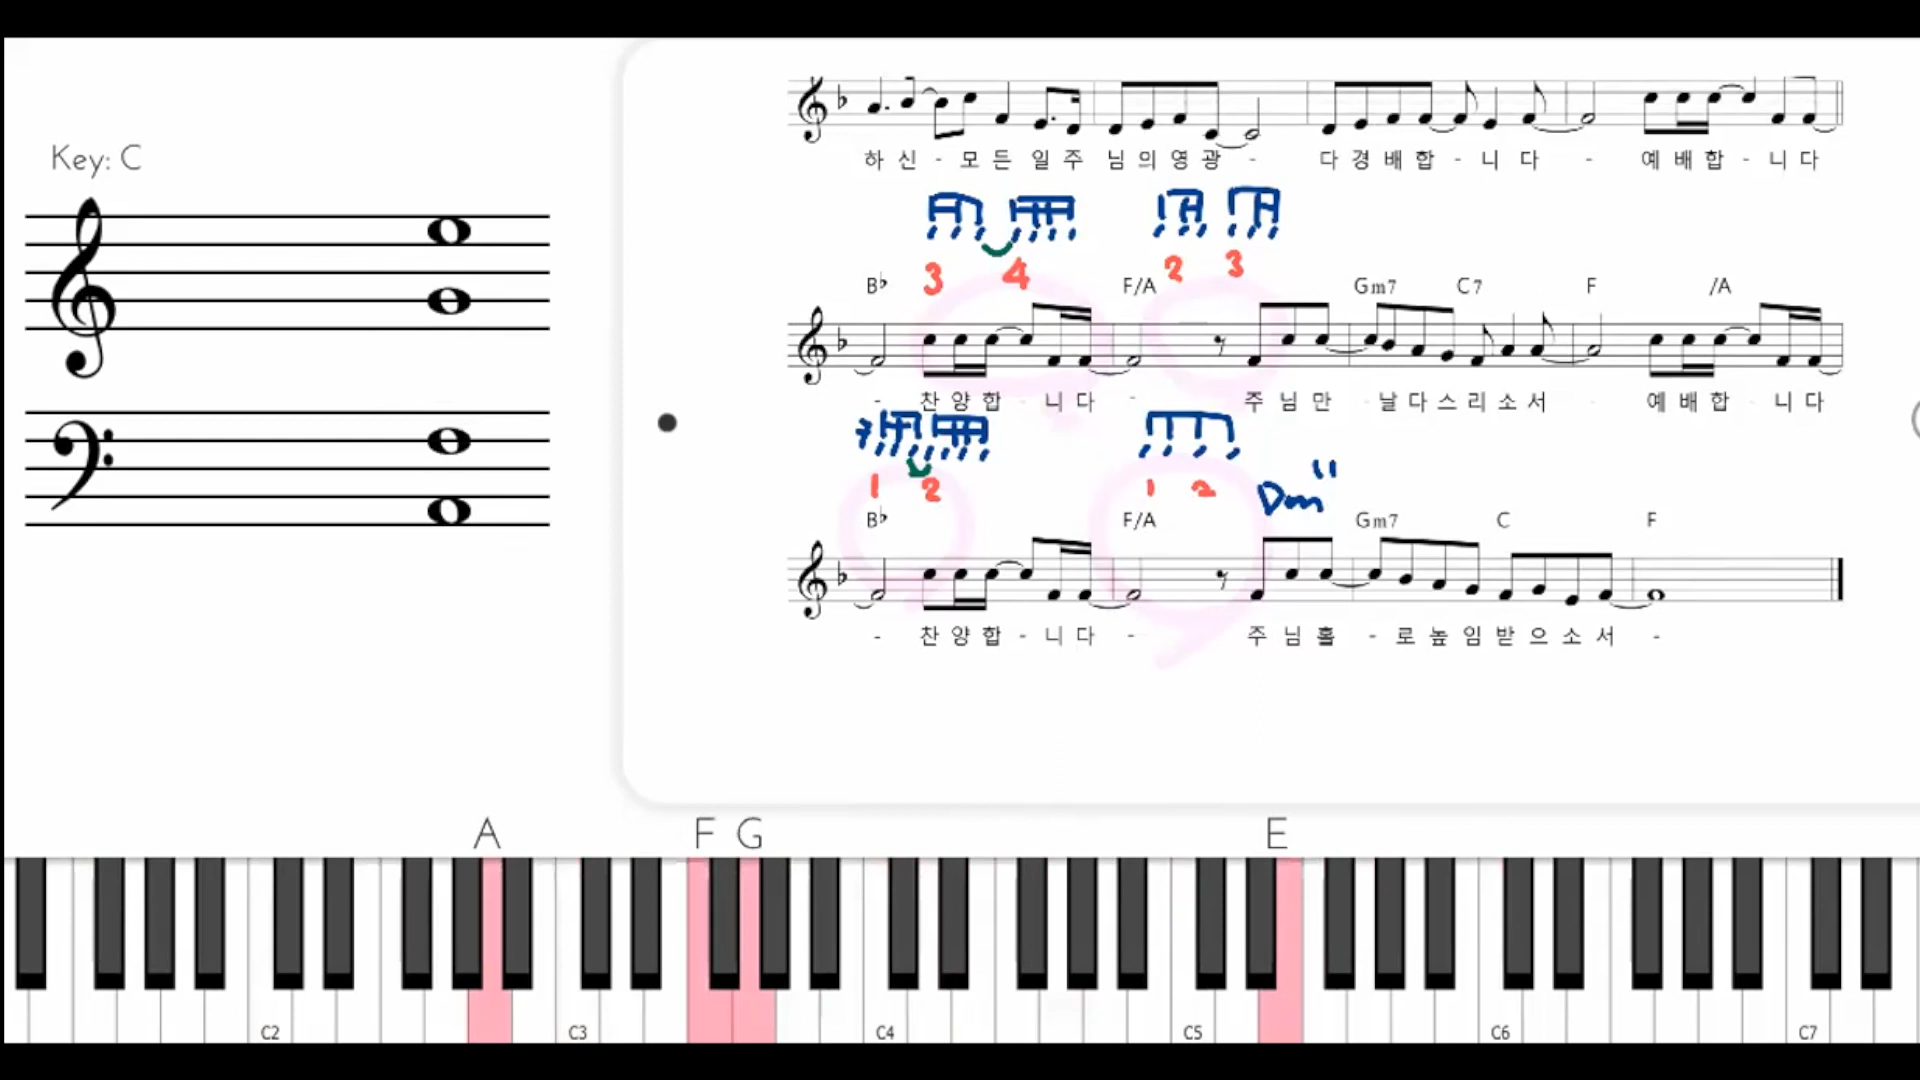 Key: C
하 신 - 모 든 일 주 님 의 영 광 - 다 경 배 합 - 니 다 - 예 배 합 - 니 다
3 4 2 3
B♭ F/A Gm7 C7 F /A
- 찬 양 합 - 니 다 - 주 님 만 - 날 다 스 리 소 서 - 예 배 합 - 니 다
1 2 1 2 Dm"
B♭ F/A Gm7 C F
- 찬 양 합 - 니 다 - 주 님 홀 - 로 높 임 받 으 소 서 -
A F G E
C2 C3 C4 C5 C6 C7